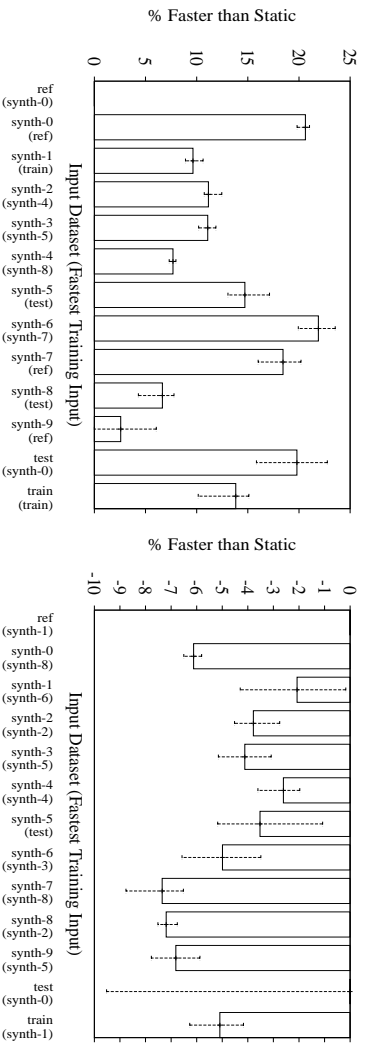 % Faster than Static
0
5
10
15
20
25
ref
(synth-0)
synth-0
(ref)
synth-1
(train)
synth-2
(synth-4)
synth-3
(synth-5)
synth-4
(synth-8)
synth-5
(test)
synth-6
(synth-7)
synth-7
(ref)
synth-8
(test)
synth-9
(ref)
test
(synth-0)
train
(train)
Input Dataset (Fastest Training Input)
% Faster than Static
-10
-9
-8
-7
-6
-5
-4
-3
-2
-1
0
ref
(synth-1)
synth-0
(synth-8)
synth-1
(synth-6)
synth-2
(synth-2)
synth-3
(synth-5)
synth-4
(synth-4)
synth-5
(test)
synth-6
(synth-3)
synth-7
(synth-8)
synth-8
(synth-2)
synth-9
(synth-5)
test
(synth-0)
train
(synth-1)
Input Dataset (Fastest Training Input)